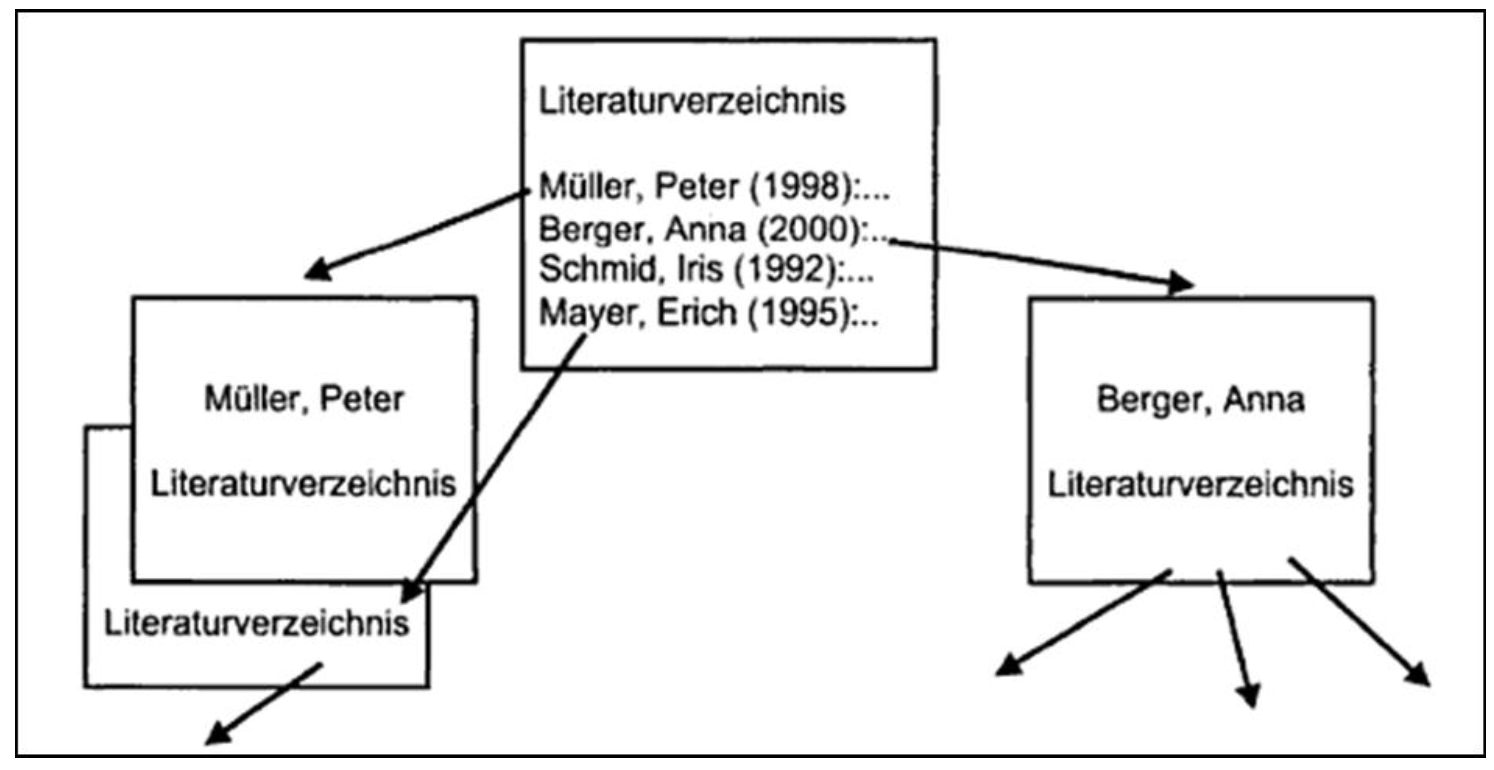 Literaturverzeichnis
Müller, Peter (1998):...
Berger, Anna (2000):...
Schmid, Iris (1992):...
Mayer, Erich (1995):..
Müller, Peter
Literaturverzeichnis
Literaturverzeichnis
Berger, Anna
Literaturverzeichnis